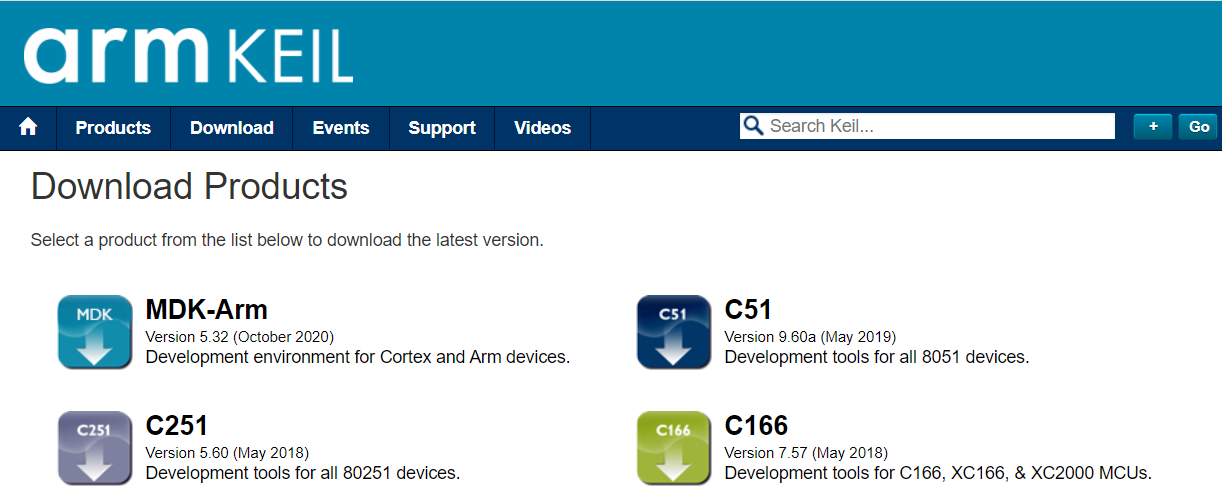 arm KEIL
Products Download Events Support Videos Search Keil... + Go
Download Products
Select a product from the list below to download the latest version.
MDK
MDK-Arm
Version 5.32 (October 2020)
Development environment for Cortex and Arm devices.
C51
C51
Version 9.60a (May 2019)
Development tools for all 8051 devices.
C251
C251
Version 5.60 (May 2018)
Development tools for all 80251 devices.
C166
C166
Version 7.57 (May 2018)
Development tools for C166, XC166, & XC2000 MCUs.